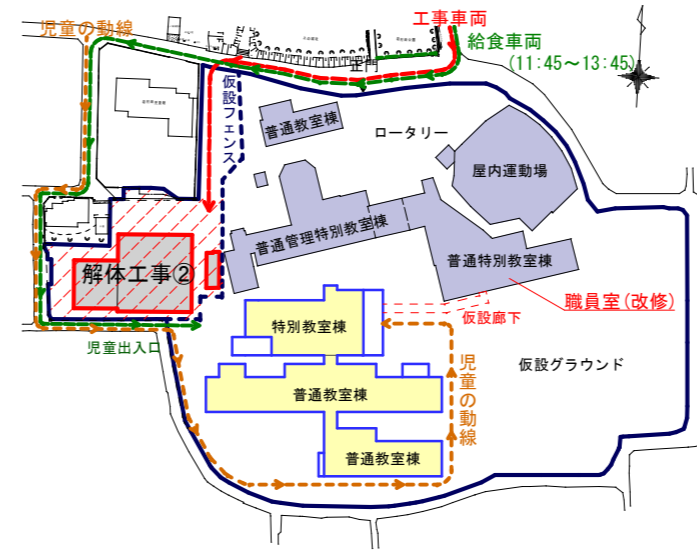 児童の動線
工事車両
給食車両
(11:45～13:45)
正門
仮設フェンス
普通教室棟
ロータリー
屋内運動場
普通管理特別教室棟
普通特別教室棟
解体工事②
職員室(改修)
特別教室棟
仮設廊下
児童出入口
仮設グラウンド
普通教室棟
児童の動線
普通教室棟